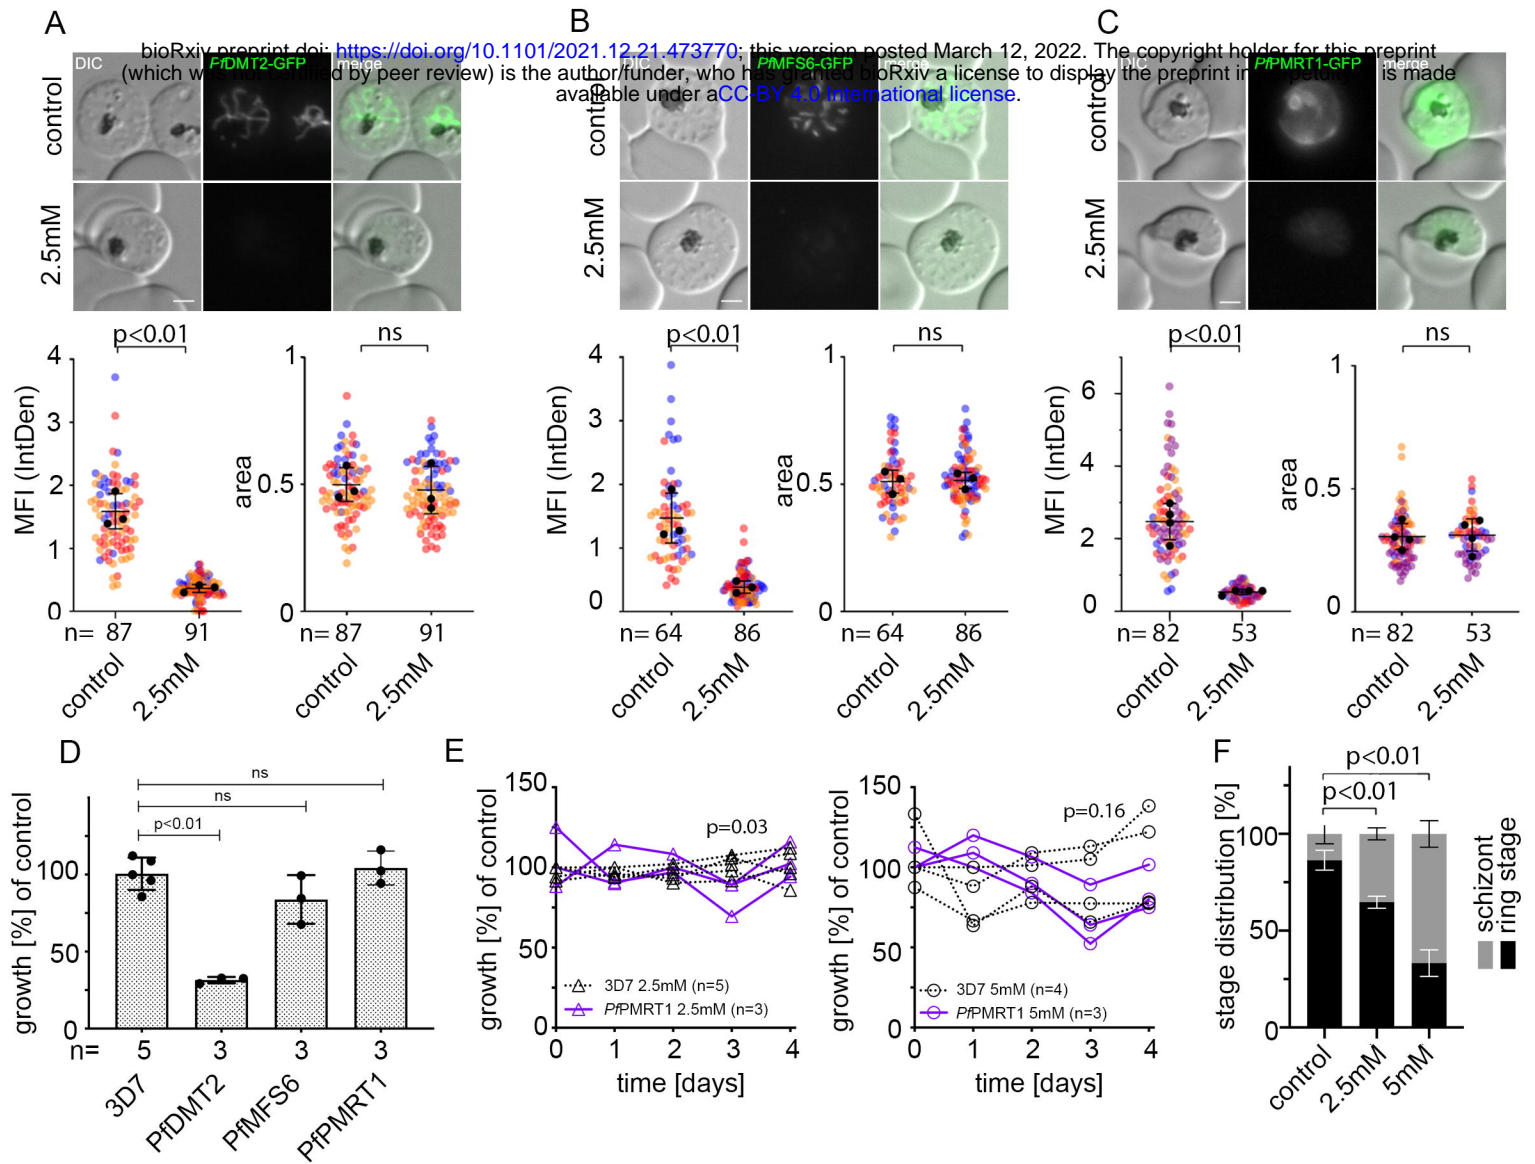 A
B
C
bioRxiv preprint doi: https://doi.org/10.1101/2021.12.21.473770; this version posted March 12, 2022. The copyright holder for this preprint
(which was not certified by peer review) is the author/funder, who has granted bioRxiv a license to display the preprint in perpetuity. It is made
available under aCC-BY 4.0 International license.
DIC PfDMT2-GFP merge
control
2.5mM
DIC PfMFS6-GFP merge
control
2.5mM
DIC PfPMRT1-GFP merge
control
2.5mM
p<0.01
MFI (IntDen)
4
3
2
1
0
n= 87 91
control 2.5mM
ns
area
1
0.5
0
87 91
control 2.5mM
p<0.01
MFI (IntDen)
4
3
2
1
0
n= 64 86
control 2.5mM
ns
area
1
0.5
0
n= 64 86
control 2.5mM
p<0.01
MFI (IntDen)
6
4
2
0
n= 82 53
control 2.5mM
ns
area
1
0.5
0
n= 82 53
control 2.5mM
D
growth [%] of control
ns
ns
p<0.01
100
50
0
n= 5 3 3 3
3D7 PfDMT2 PfMFS6 PfPMRT1
E
growth [%] of control
150
100
50
0
p=0.03
3D7 2.5mM (n=5)
PfPMRT1 2.5mM (n=3)
0 1 2 3 4
time [days]
growth [%] of control
150
100
50
0
p=0.16
3D7 5mM (n=4)
PfPMRT1 5mM (n=3)
0 1 2 3 4
time [days]
F
stage distribution [%]
p<0.01
p<0.01
100
50
0
control 2.5mM 5mM
schizont
ring stage